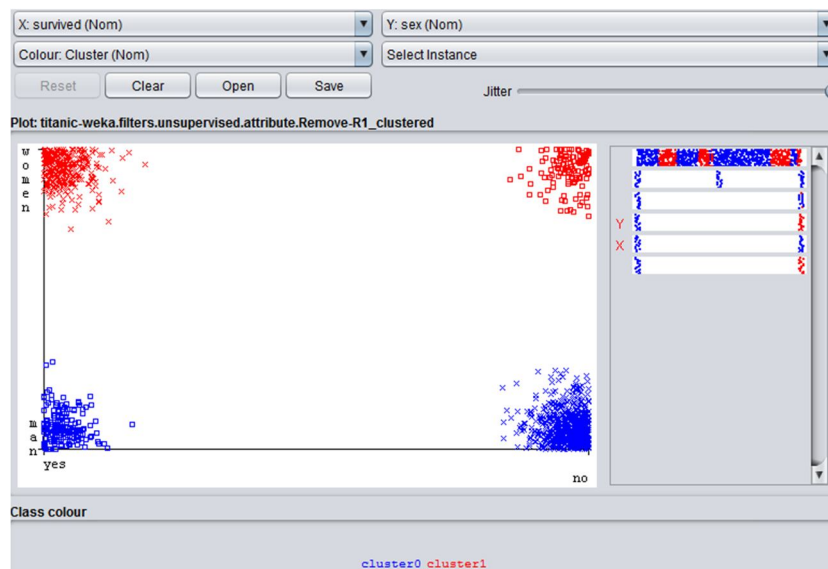 X: survived (Nom) Y: sex (Nom)
Colour: Cluster (Nom) Select Instance
Reset Clear Open Save Jitter
Plot: titanic-weka.filters.unsupervised.attribute.Remove-R1_clustered
women
man
yes
no
Y
X
Class colour
cluster0 cluster1